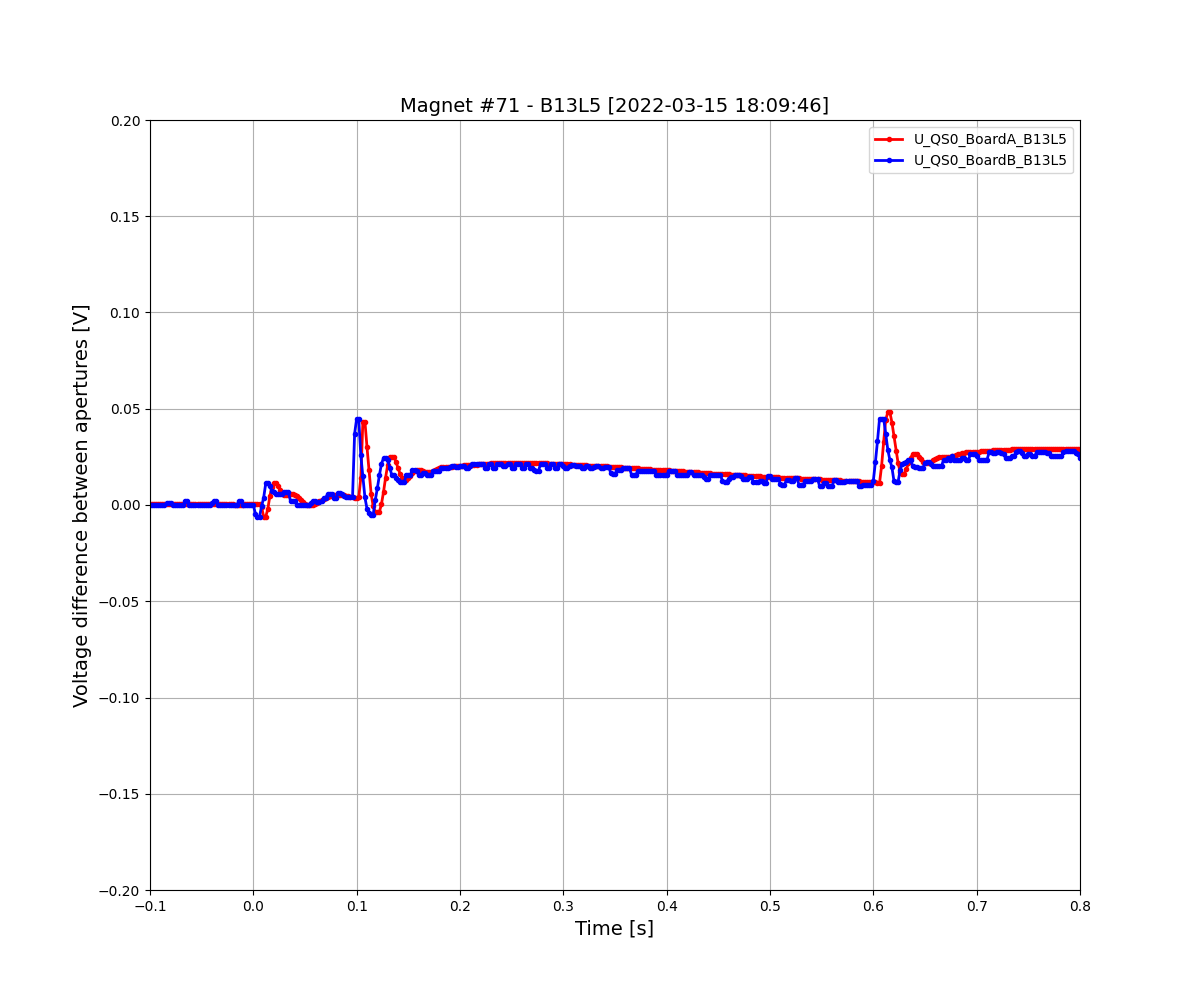 Magnet #71 - B13L5 [2022-03-15 18:09:46]
U_QS0_BoardA_B13L5
U_QS0_BoardB_B13L5
Voltage difference between apertures [V]
0.20
0.15
0.10
0.05
0.00
−0.05
−0.10
−0.15
−0.20
−0.1 0.0 0.1 0.2 0.3 0.4 0.5 0.6 0.7 0.8
Time [s]